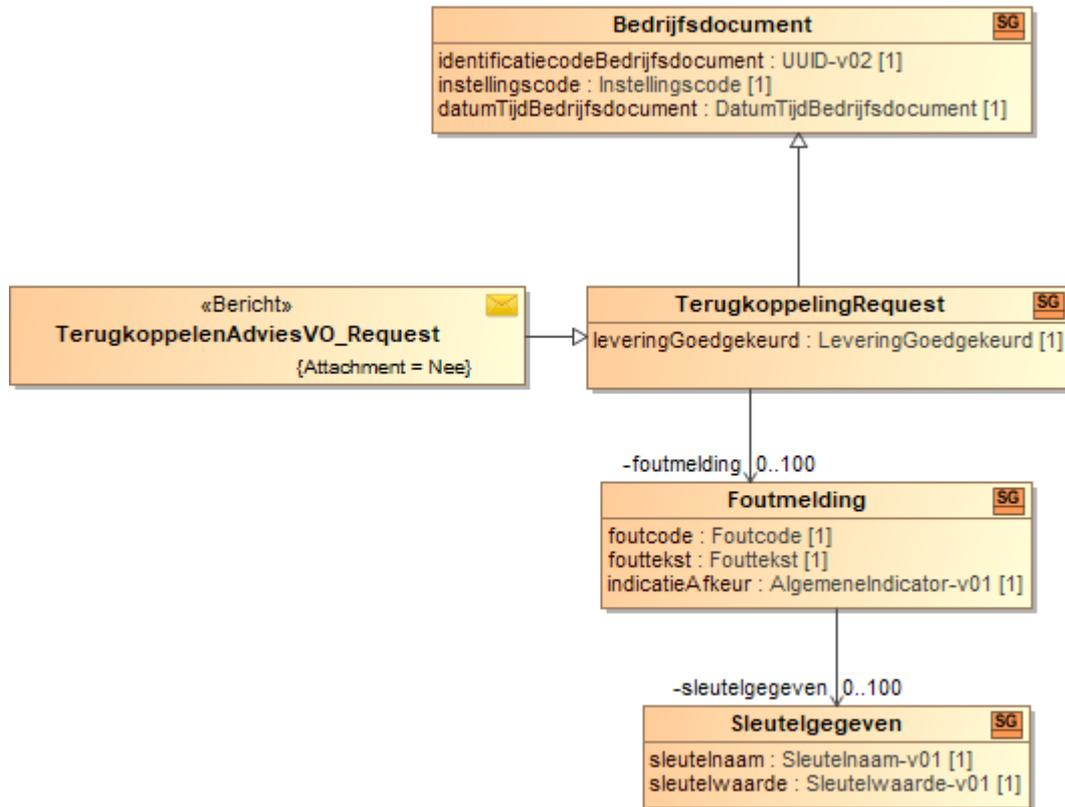 Bedrijfsdocument
SG
identificatiecodeBedrijfsdocument : UUID-v02 [1]
instellingscode : Instellingscode [1]
datumTijdBedrijfsdocument : DatumTijdBedrijfsdocument [1]
«Bericht»
TerugkoppelenAdviesVO_Request
{Attachment = Nee}
TerugkoppelingRequest
SG
leveringGoedgekeurd : LeveringGoedgekeurd [1]
-foutmelding 0..100
Foutmelding
SG
foutcode : Foutcode [1]
fouttekst : Fouttekst [1]
indicatieAfkeur : AlgemeneIndicator-v01 [1]
-sleutelgegeven 0..100
Sleutelgegeven
SG
sleutelnaam : Sleutelnaam-v01 [1]
sleutelwaarde : Sleutelwaarde-v01 [1]